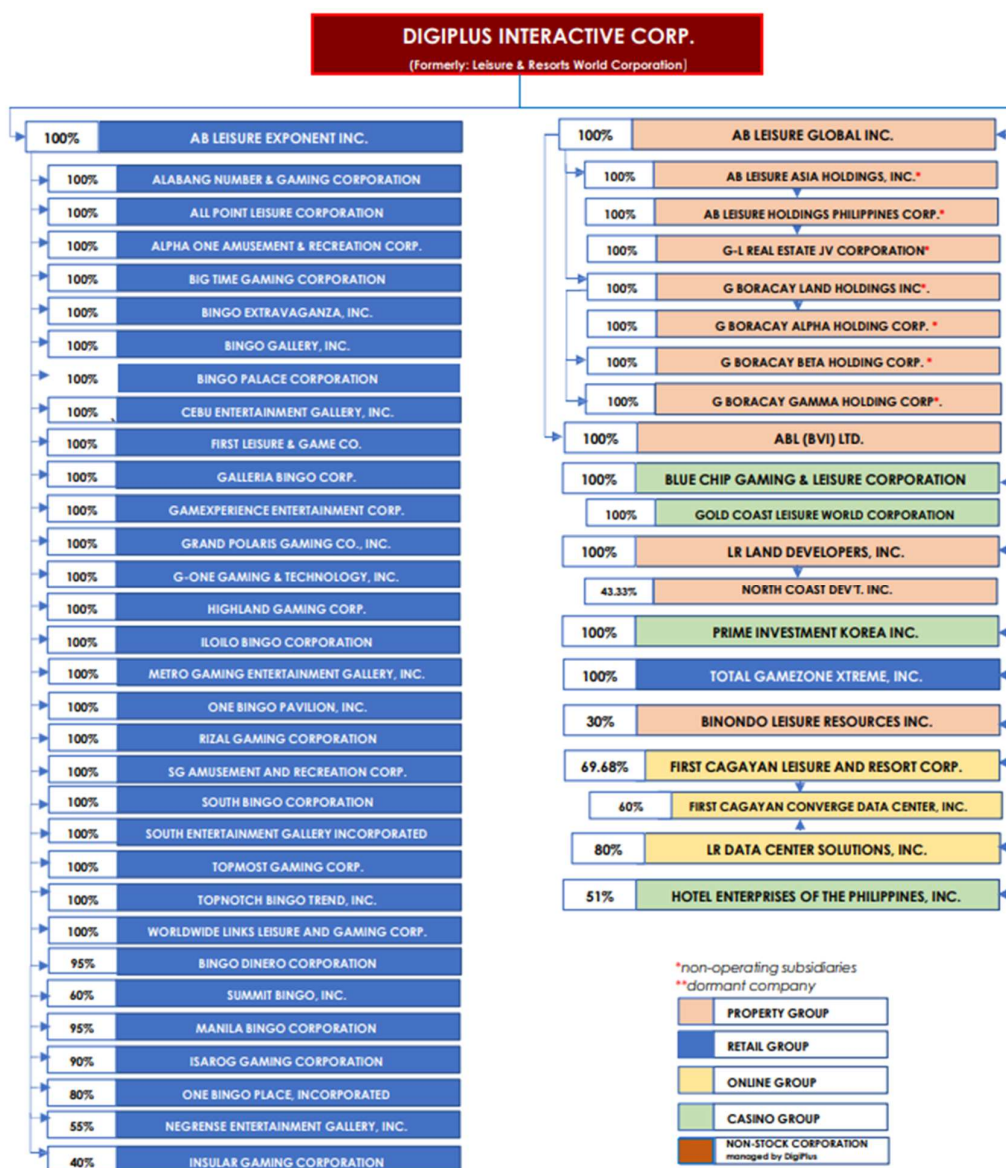 DIGIPLUS INTERACTIVE CORP.
(Formerly: Leisure & Resorts World Corporation)
100% AB LEISURE EXPONENT INC.
100% ALABANG NUMBER & GAMING CORPORATION
100% ALL POINT LEISURE CORPORATION
100% ALPHA ONE AMUSEMENT & RECREATION CORP.
100% BIG TIME GAMING CORPORATION
100% BINGO EXTRAVAGANZA, INC.
100% BINGO GALLERY, INC.
100% BINGO PALACE CORPORATION
100% CEBU ENTERTAINMENT GALLERY, INC.
100% FIRST LEISURE & GAME CO.
100% GALLERIA BINGO CORP.
100% GAMEXPERIENCE ENTERTAINMENT CORP.
100% GRAND POLARIS GAMING CO., INC.
100% G-ONE GAMING & TECHNOLOGY, INC.
100% HIGHLAND GAMING CORP.
100% ILOILO BINGO CORPORATION
100% METRO GAMING ENTERTAINMENT GALLERY, INC.
100% ONE BINGO PAVILION, INC.
100% RIZAL GAMING CORPORATION
100% SG AMUSEMENT AND RECREATION CORP.
100% SOUTH BINGO CORPORATION
100% SOUTH ENTERTAINMENT GALLERY INCORPORATED
100% TOPMOST GAMING CORP.
100% TOPNOTCH BINGO TREND, INC.
100% WORLDWIDE LINKS LEISURE AND GAMING CORP.
95% BINGO DINERO CORPORATION
60% SUMMIT BINGO, INC.
95% MANILA BINGO CORPORATION
90% ISAROG GAMING CORPORATION
80% ONE BINGO PLACE, INCORPORATED
55% NEGRENSE ENTERTAINMENT GALLERY, INC.
40% INSULAR GAMING CORPORATION
100% AB LEISURE GLOBAL INC.
100% AB LEISURE ASIA HOLDINGS, INC.*
100% AB LEISURE HOLDINGS PHILIPPINES CORP.*
100% G-L REAL ESTATE JV CORPORATION*
100% G BORACAY LAND HOLDINGS INC*.
100% G BORACAY ALPHA HOLDING CORP. *
100% G BORACAY BETA HOLDING CORP. *
100% G BORACAY GAMMA HOLDING CORP*.
100% ABL (BVI) LTD.
100% BLUE CHIP GAMING & LEISURE CORPORATION
100% GOLD COAST LEISURE WORLD CORPORATION
100% LR LAND DEVELOPERS, INC.
43.33% NORTH COAST DEV'T. INC.
100% PRIME INVESTMENT KOREA INC.
100% TOTAL GAMEZONE XTREME, INC.
30% BINONDO LEISURE RESOURCES INC.
69.68% FIRST CAGAYAN LEISURE AND RESORT CORP.
60% FIRST CAGAYAN CONVERGE DATA CENTER, INC.
80% LR DATA CENTER SOLUTIONS, INC.
51% HOTEL ENTERPRISES OF THE PHILIPPINES, INC.
*non-operating subsidiaries
**dormant company
PROPERTY GROUP
RETAIL GROUP
ONLINE GROUP
CASINO GROUP
NON-STOCK CORPORATION
managed by DigiPlus